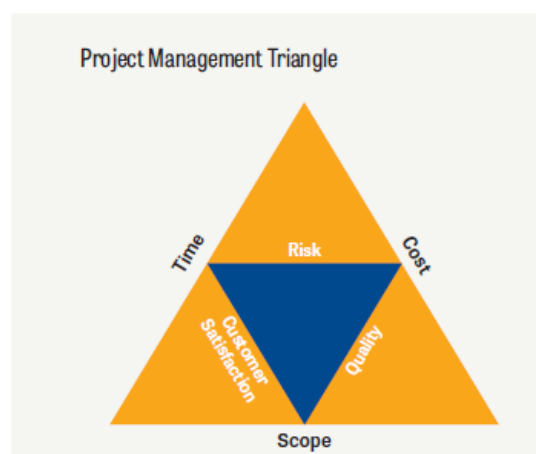 Project Management Triangle
Time
Risk
Cost
Customer
Satisfaction
Quality
Scope